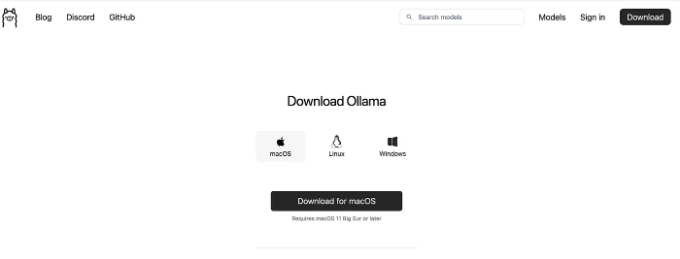 Blog Discord GitHub Search models Models Sign in Download
Download Ollama
macOS Linux Windows
Download for macOS
Requires macOS 11 Big Sur or later